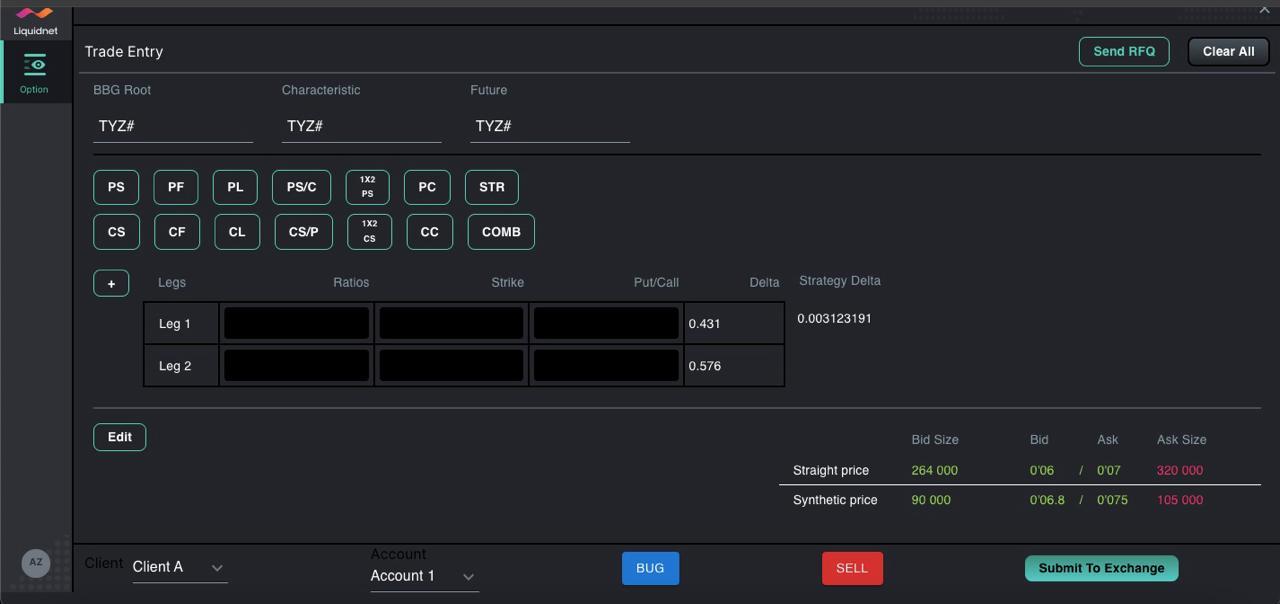 Liquidnet
Option
Trade Entry
Send RFQ
Clear All
BBG Root
Characteristic
Future
TYZ#
TYZ#
TYZ#
PS
PF
PL
PS/C
1X2
PS
PC
STR
CS
CF
CL
CS/P
1X2
CS
CC
COMB
+
Legs
Ratios
Strike
Put/Call
Delta
Strategy Delta
Leg 1
0.431
0.003123191
Leg 2
0.576
Edit
Bid Size
Bid
Ask
Ask Size
Straight price
264 000
0'06
/
0'07
320 000
Synthetic price
90 000
0'06.8
/
0'075
105 000
AZ
Client
Client A
Account
Account 1
BUG
SELL
Submit To Exchange